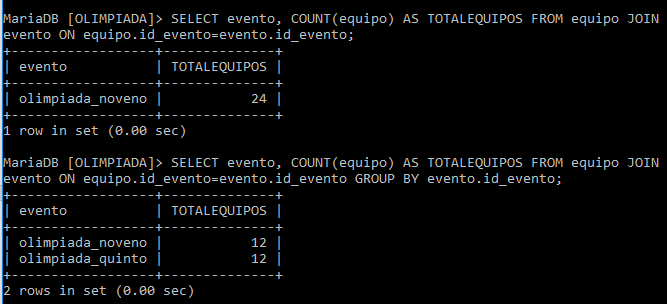 MariaDB [OLIMPIADA]> SELECT evento, COUNT(equipo) AS TOTALEQUIPOS FROM equipo JOIN
evento ON equipo.id_evento=evento.id_evento;
+------------------+--------------+
| evento           | TOTALEQUIPOS |
+------------------+--------------+
| olimpiada_noveno |           24 |
+------------------+--------------+
1 row in set (0.00 sec)
MariaDB [OLIMPIADA]> SELECT evento, COUNT(equipo) AS TOTALEQUIPOS FROM equipo JOIN
evento ON equipo.id_evento=evento.id_evento GROUP BY evento.id_evento;
+------------------+--------------+
| evento           | TOTALEQUIPOS |
+------------------+--------------+
| olimpiada_noveno |           12 |
| olimpiada_quinto |           12 |
+------------------+--------------+
2 rows in set (0.00 sec)